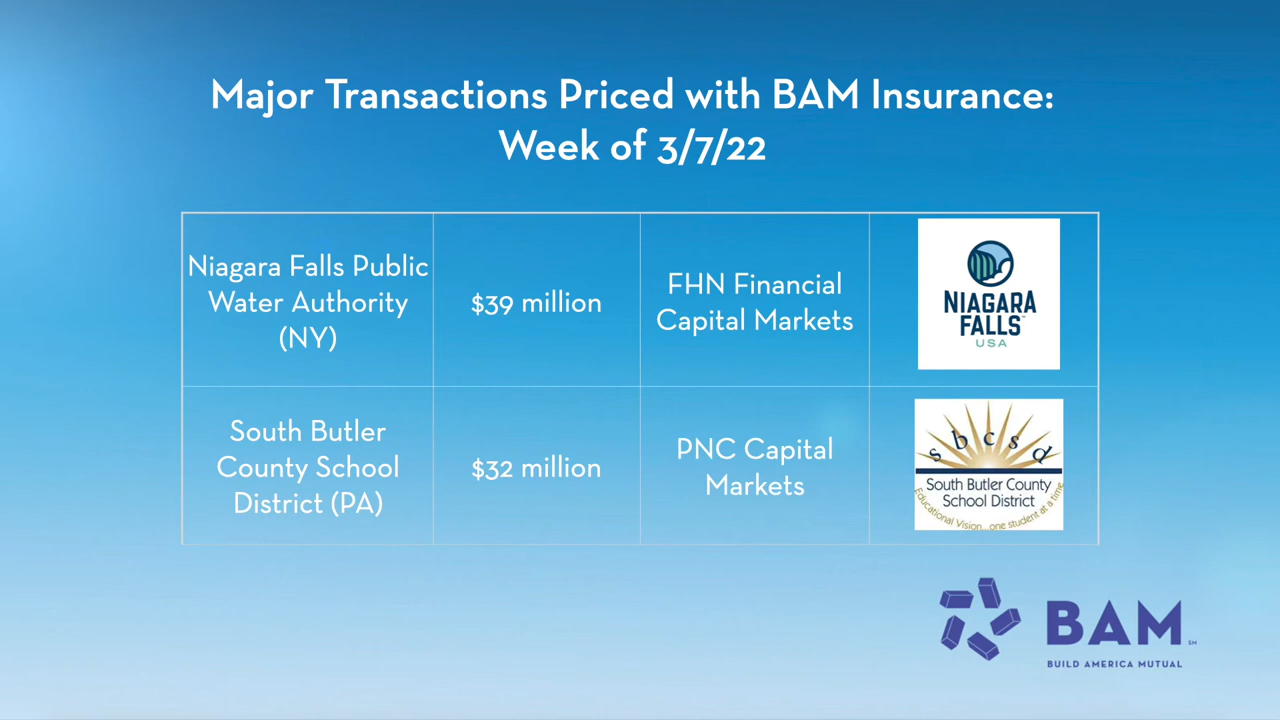 Major Transactions Priced with BAM Insurance:
Week of 3/7/22
Niagara Falls Public
Water Authority
(NY)
$39 million
FHN Financial
Capital Markets
NIAGARA
FALLS™
USA
South Butler
County School
District (PA)
$32 million
PNC Capital
Markets
s b c s d
South Butler County
School District
Educational Vision...one student at a time
BAM SM
BUILD AMERICA MUTUAL